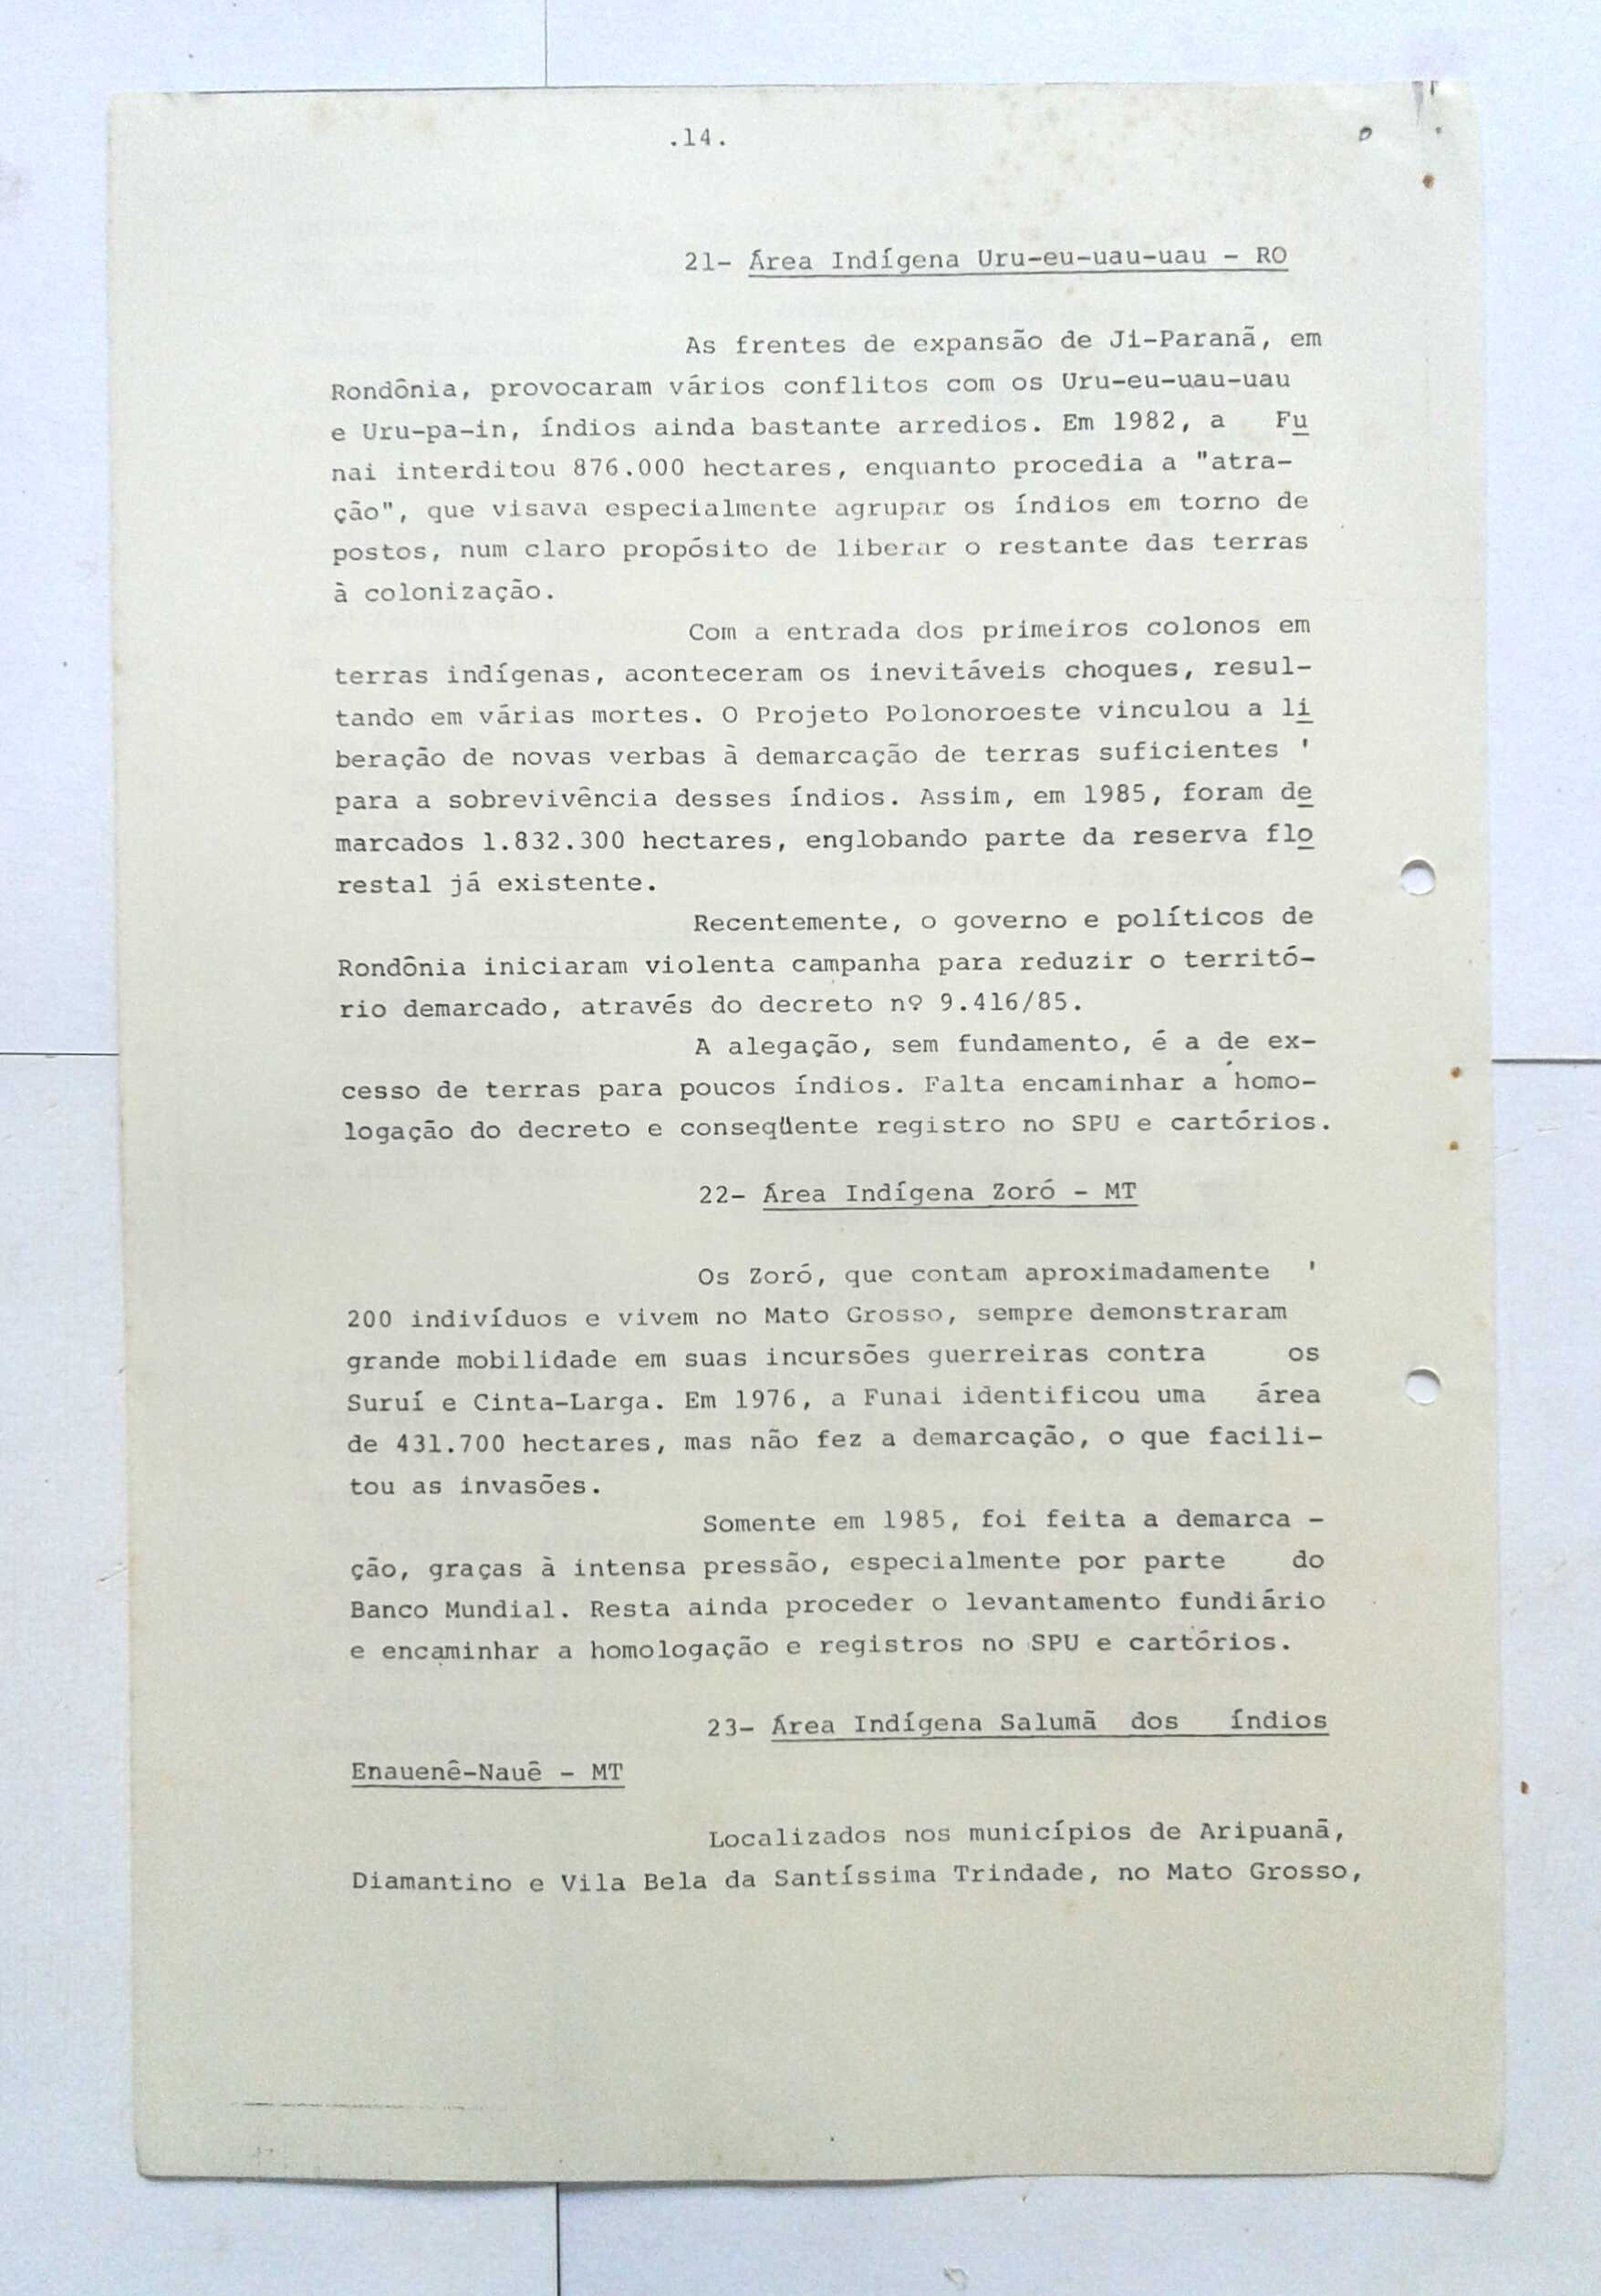 .14.
21- Área Indígena Uru-eu-uau-uau - RO
As frentes de expansão de Ji-Paranã, em
Rondônia, provocaram vários conflitos com os Uru-eu-uau-uau
e Uru-pa-in, índios ainda bastante arredios. Em 1982, a Fu
nai interditou 876.000 hectares, enquanto procedia a "atra-
ção", que visava especialmente agrupar os índios em torno de
postos, num claro propósito de liberar o restante das terras
à colonização.
Com a entrada dos primeiros colonos em
terras indígenas, aconteceram os inevitáveis choques, resul-
tando em várias mortes. O Projeto Polonoroeste vinculou a li
beração de novas verbas à demarcação de terras suficientes '
para a sobrevivência desses índios. Assim, em 1985, foram de
marcados 1.832.300 hectares, englobando parte da reserva flo
restal já existente.
Recentemente, o governo e políticos de
Rondônia iniciaram violenta campanha para reduzir o territó-
rio demarcado, através do decreto nº 9.416/85.
A alegação, sem fundamento, é a de ex-
cesso de terras para poucos índios. Falta encaminhar a homo-
logação do decreto e conseqüente registro no SPU e cartórios.
22- Área Indígena Zoró - MT
Os Zoró, que contam aproximadamente '
200 indivíduos e vivem no Mato Grosso, sempre demonstraram
grande mobilidade em suas incursões guerreiras contra os
Suruí e Cinta-Larga. Em 1976, a Funai identificou uma área
de 431.700 hectares, mas não fez a demarcação, o que facili-
tou as invasões.
Somente em 1985, foi feita a demarca -
ção, graças à intensa pressão, especialmente por parte do
Banco Mundial. Resta ainda proceder o levantamento fundiário
e encaminhar a homologação e registros no SPU e cartórios.
23- Área Indígena Salumã dos índios
Enauenê-Nauê - MT
Localizados nos municípios de Aripuanã,
Diamantino e Vila Bela da Santíssima Trindade, no Mato Grosso,